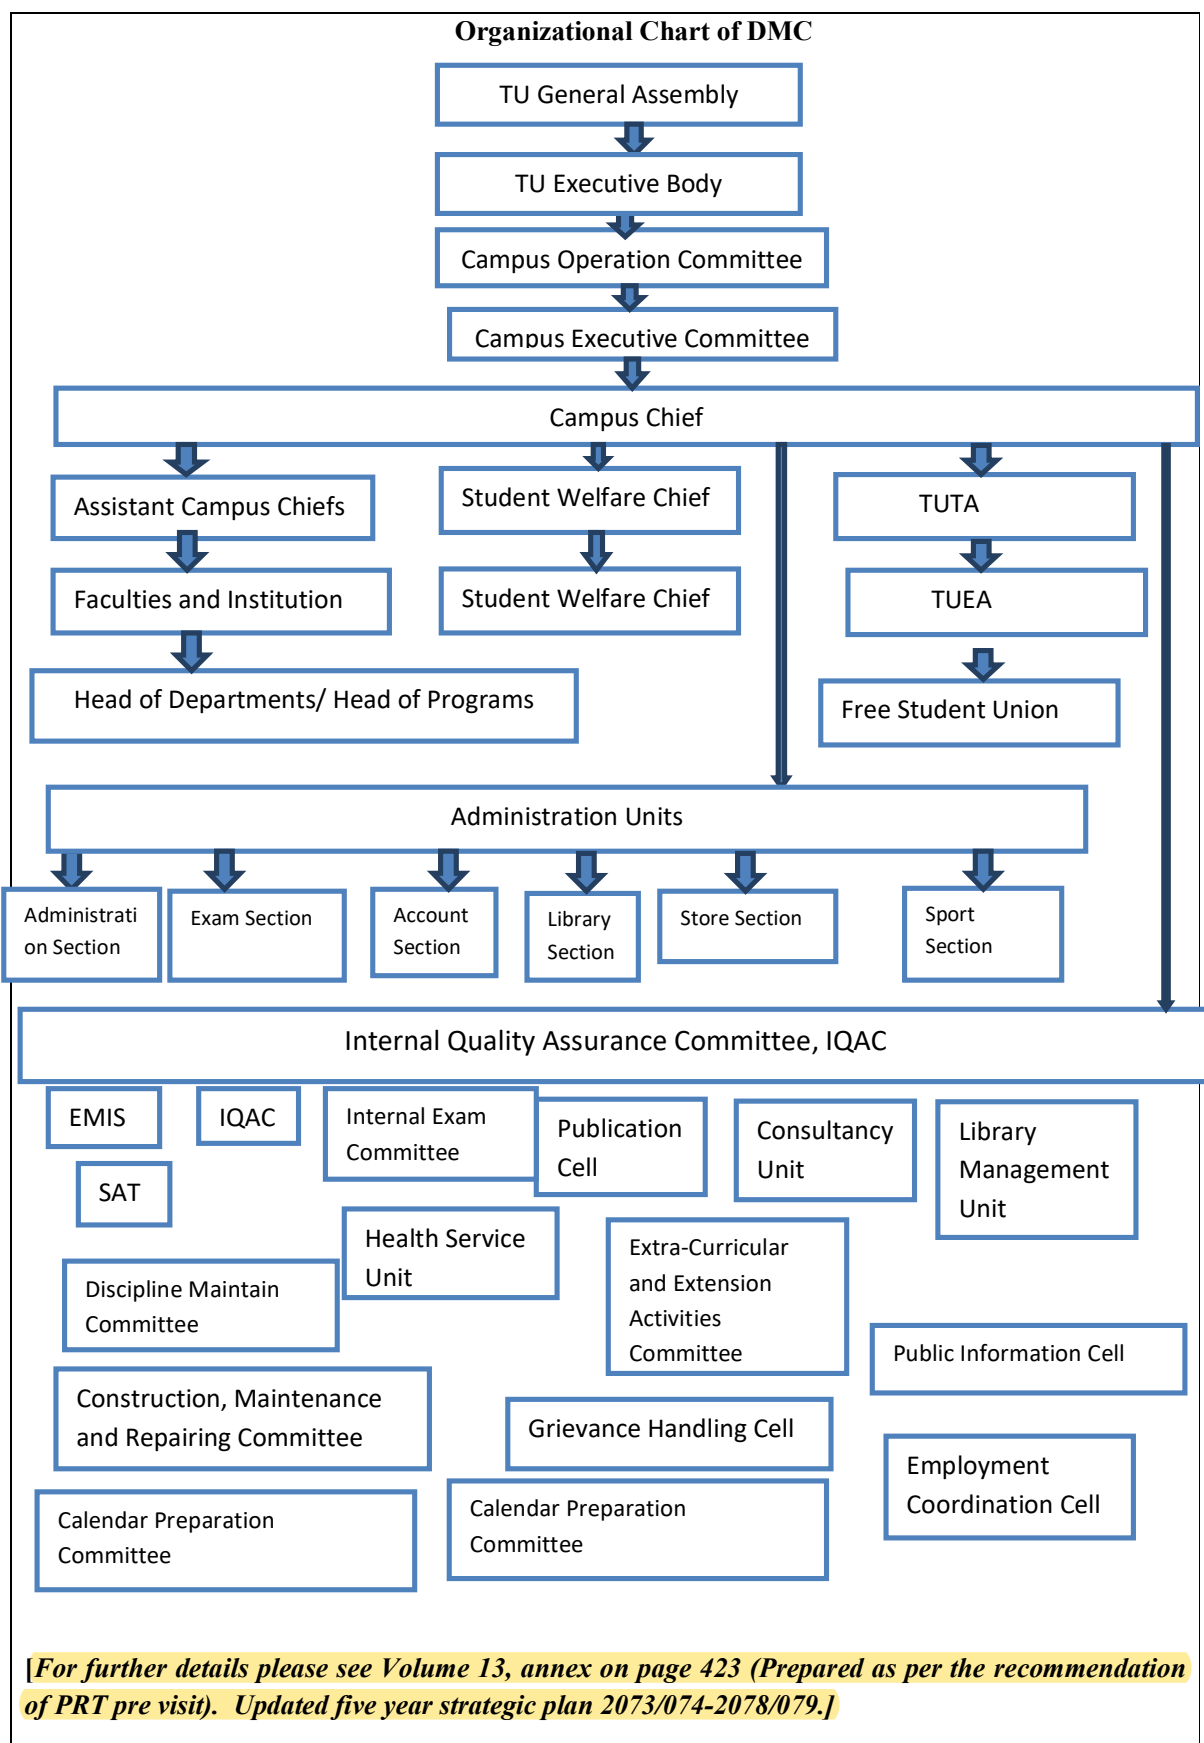 Organizational Chart of DMC
TU General Assembly
TU Executive Body
Campus Operation Committee
Campus Executive Committee
Campus Chief
Assistant Campus Chiefs
Student Welfare Chief
TUTA
Faculties and Institution
Student Welfare Chief
TUEA
Head of Departments/ Head of Programs
Free Student Union
Administration Units
Administrati
on Section
Exam Section
Account
Section
Library
Section
Store Section
Sport
Section
Internal Quality Assurance Committee, IQAC
EMIS
IQAC
Internal Exam
Committee
Publication
Cell
Consultancy
Unit
Library
Management
Unit
SAT
Health Service
Unit
Extra-Curricular
and Extension
Activities
Committee
Discipline Maintain
Committee
Public Information Cell
Construction, Maintenance
and Repairing Committee
Grievance Handling Cell
Employment
Coordination Cell
Calendar Preparation
Committee
Calendar Preparation
Committee
[For further details please see Volume 13, annex on page 423 (Prepared as per the recommendation
of PRT pre visit). Updated five year strategic plan 2073/074-2078/079.]